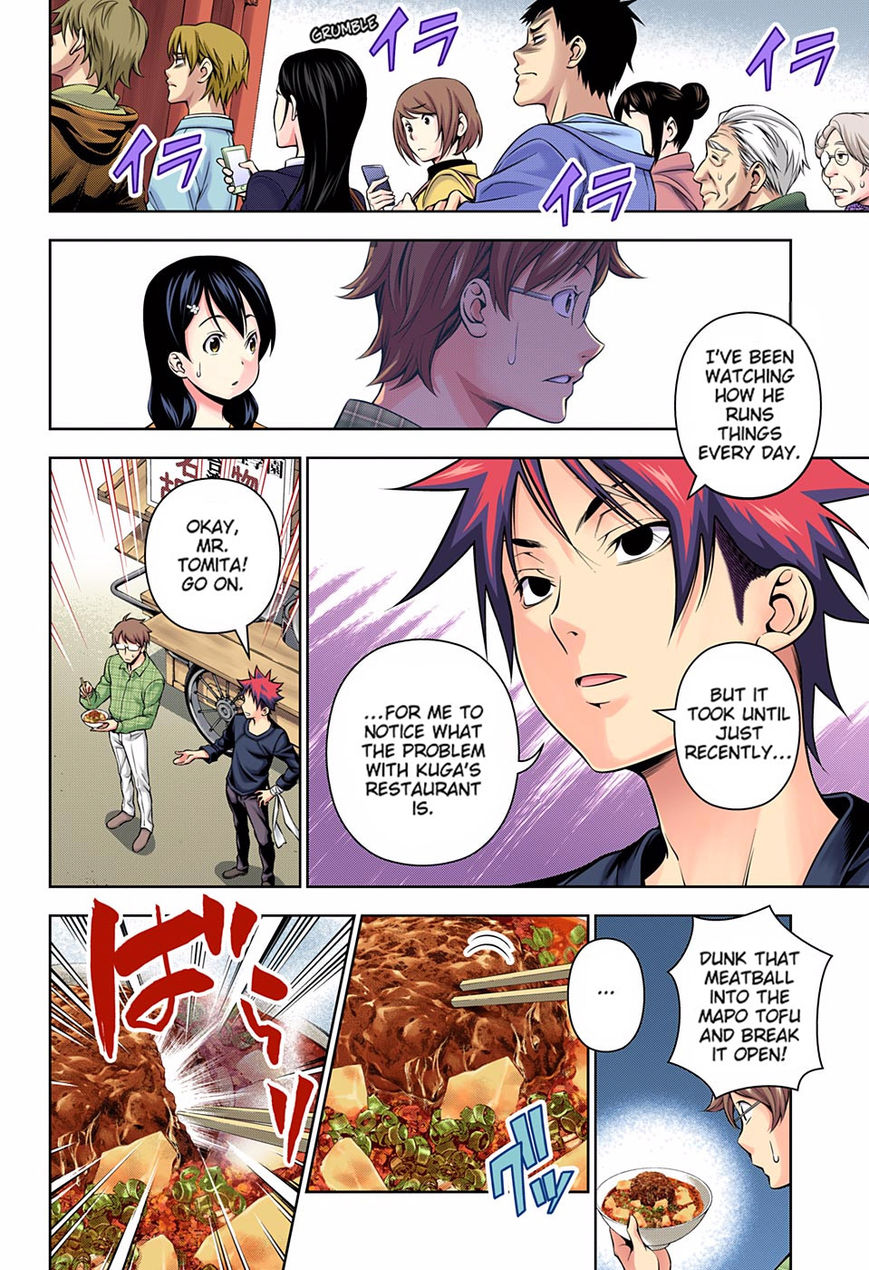 GRUMBLE
イラ
イラ
イラ
イラ
I'VE BEEN
WATCHING
HOW HE
RUNS
THINGS
EVERY DAY.
BUT IT
TOOK UNTIL
JUST
RECENTLY...
...FOR ME TO
NOTICE WHAT
THE PROBLEM
WITH KUGA'S
RESTAURANT
IS.
OKAY,
MR.
TOMITA!
GO ON.
DUNK THAT
MEATBALL
INTO THE
MAPO TOFU
AND BREAK
IT OPEN!
...
グッ
ぱらり